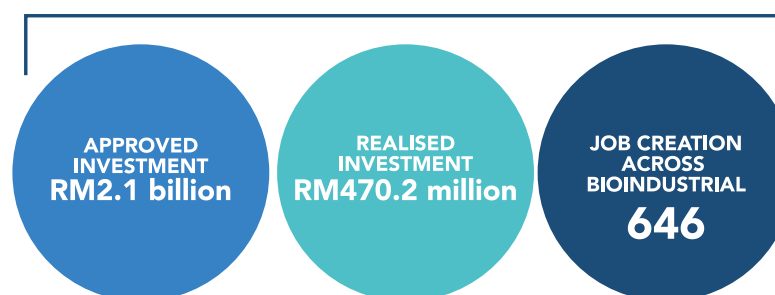 APPROVED
INVESTMENT
RM2.1 billion
REALISED
INVESTMENT
RM470.2 million
JOB CREATION
ACROSS
BIOINDUSTRIAL
646